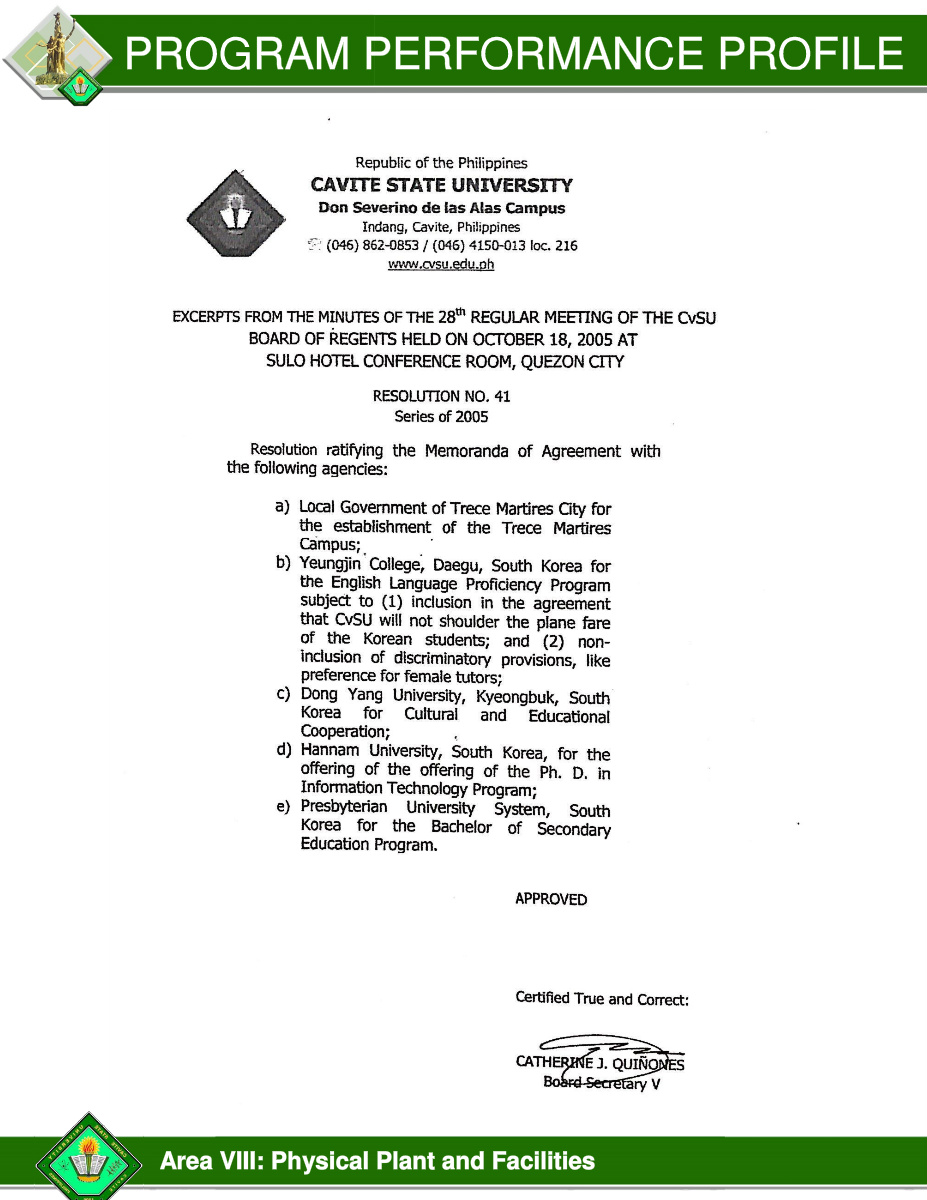 PROGRAM PERFORMANCE PROFILE
Republic of the Philippines
CAVITE STATE UNIVERSITY
Don Severino de las Alas Campus
Indang, Cavite, Philippines
(046) 862-0853 / (046) 4150-013 loc. 216
www.cvsu.edu.ph
EXCERPTS FROM THE MINUTES OF THE 28th REGULAR MEETING OF THE CvSU
BOARD OF REGENTS HELD ON OCTOBER 18, 2005 AT
SULO HOTEL CONFERENCE ROOM, QUEZON CITY
RESOLUTION NO. 41
Series of 2005
Resolution ratifying the Memoranda of Agreement with
the following agencies:
a) Local Government of Trece Martires City for
the establishment of the Trece Martires
Campus;
b) Yeungjin College, Daegu, South Korea for
the English Language Proficiency Program
subject to (1) inclusion in the agreement
that CvSU will not shoulder the plane fare
of the Korean students; and (2) non-
inclusion of discriminatory provisions, like
preference for female tutors;
c) Dong Yang University, Kyeongbuk, South
Korea for Cultural and Educational
Cooperation;
d) Hannam University, South Korea, for the
offering of the offering of the Ph. D. in
Information Technology Program;
e) Presbyterian University System, South
Korea for the Bachelor of Secondary
Education Program.
APPROVED
Certified True and Correct:
CATHERINE J. QUIÑONES
Board Secretary V
Area VIII: Physical Plant and Facilities